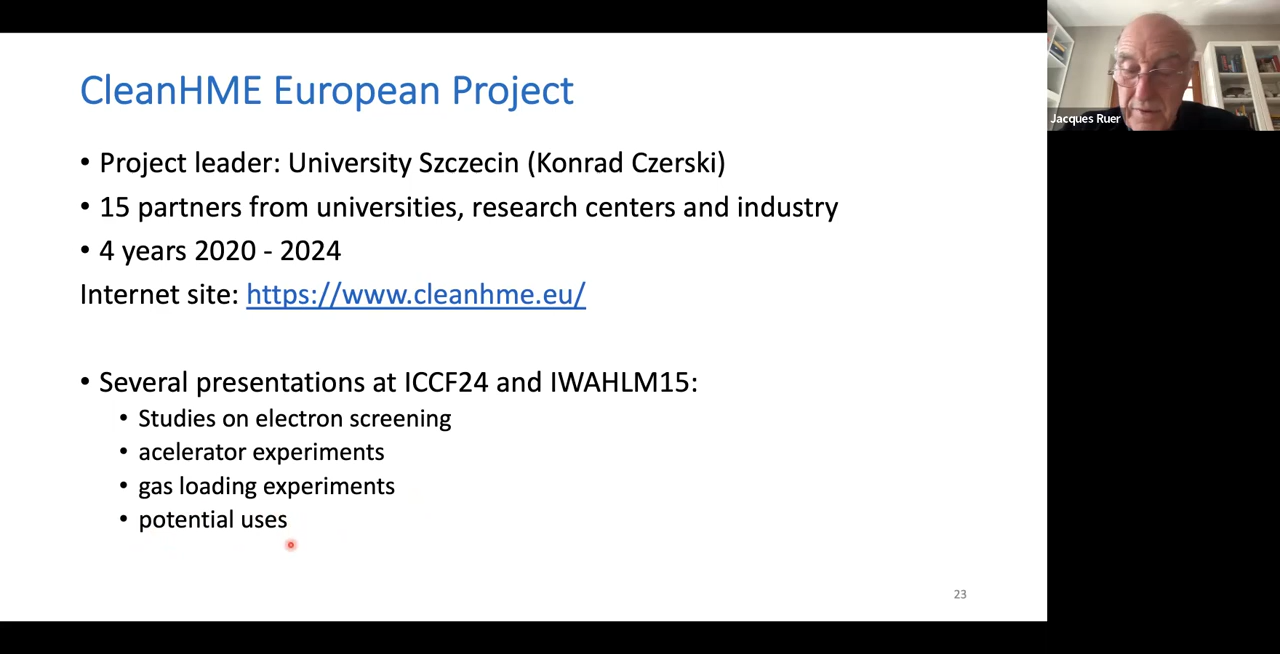 CleanHME European Project
• Project leader: University Szczecin (Konrad Czerski)
• 15 partners from universities, research centers and industry
• 4 years 2020 - 2024
Internet site: https://www.cleanhme.eu/
• Several presentations at ICCF24 and IWAHLM15:
• Studies on electron screening
• acelerator experiments
• gas loading experiments
• potential uses
23
Jacques Ruer